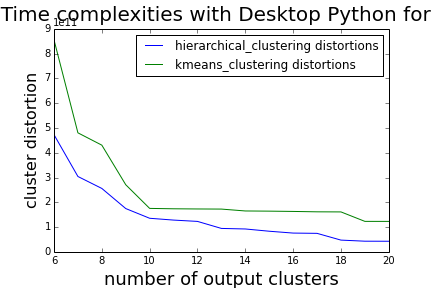 Time complexities with Desktop Python for
1e11
9
8
7
6
5
4
3
2
1
0
cluster distortion
hierarchical_clustering distortions
kmeans_clustering distortions
6 8 10 12 14 16 18 20
number of output clusters